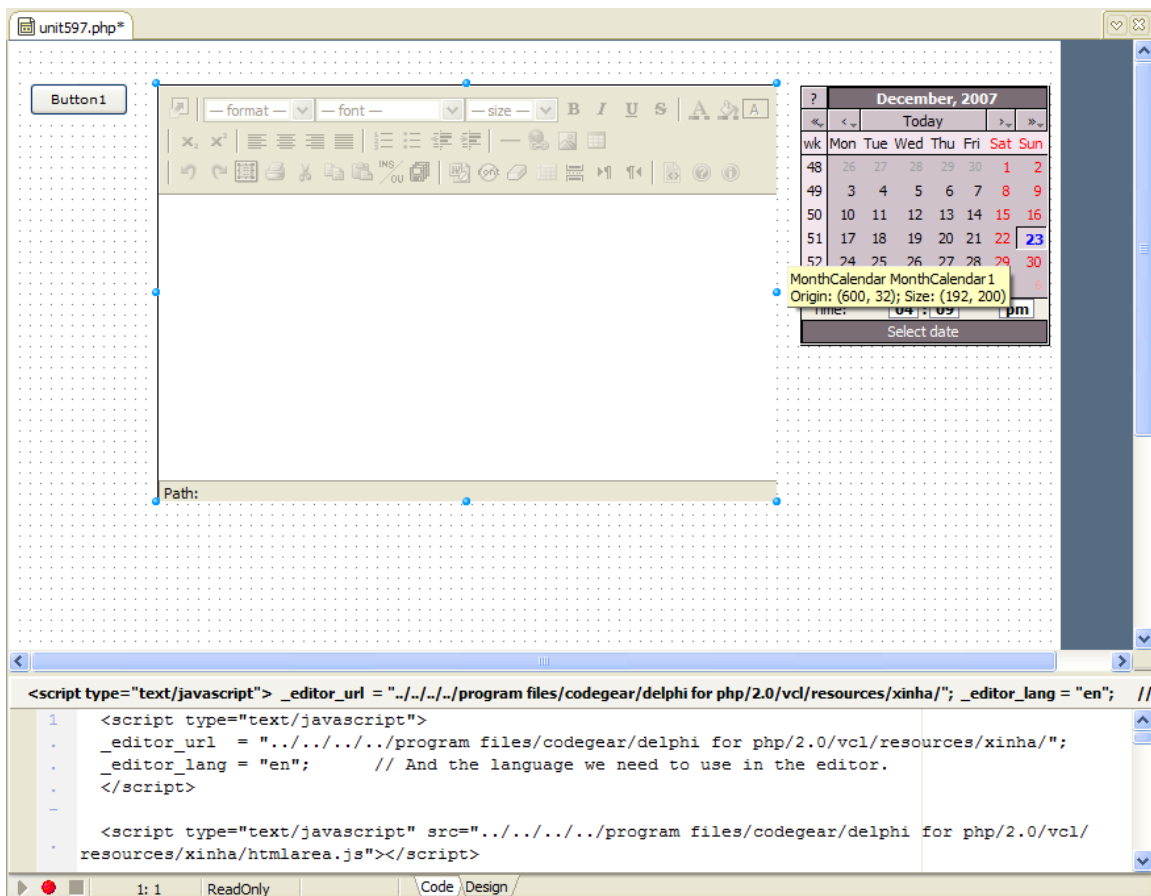 unit597.php*
Button1
— format — — font — — size — B I U S A A
x₂ x²
INS/OU
Path:
? December, 2007
« ‹ Today › »
wk Mon Tue Wed Thu Fri Sat Sun
48 26 27 28 29 30 1 2
49 3 4 5 6 7 8 9
50 10 11 12 13 14 15 16
51 17 18 19 20 21 22 23
52 24 25 26 27 28 29 30
MonthCalendar MonthCalendar1
6
Origin: (600, 32); Size: (192, 200)
Time: 04 : 09 pm
Select date
<script type="text/javascript"> _editor_url = "../../../../program files/codegear/delphi for php/2.0/vcl/resources/xinha/"; _editor_lang = "en"; //
1 <script type="text/javascript">
_editor_url  = "../../../../program files/codegear/delphi for php/2.0/vcl/resources/xinha/";
_editor_lang = "en";      // And the language we need to use in the editor.
</script>
<script type="text/javascript" src="../../../../program files/codegear/delphi for php/2.0/vcl/
resources/xinha/htmlarea.js"></script>
1: 1 ReadOnly Code Design